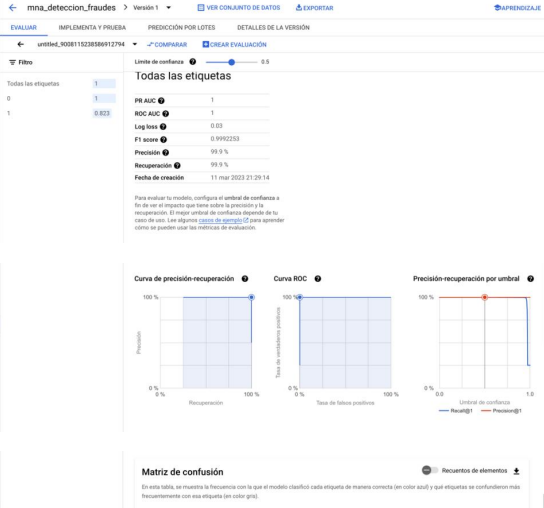 mna_deteccion_fraudes > Versión 1
VER CONJUNTO DE DATOS
EXPORTAR
APRENDIZAJE
EVALUAR
IMPLEMENTA Y PRUEBA
PREDICCIÓN POR LOTES
DETALLES DE LA VERSIÓN
untitled_9008115238586912794
COMPARAR
CREAR EVALUACIÓN
Filtro
Todas las etiquetas 1
0 1
1 0.823
Límite de confianza 0.5
Todas las etiquetas
PR AUC 1
ROC AUC 1
Log loss 0.03
F1 score 0.9992253
Precisión 99.9 %
Recuperación 99.9 %
Fecha de creación 11 mar 2023 21:29:14
Para evaluar tu modelo, configura el umbral de confianza a
fin de ver el impacto que tiene sobre la precisión y la
recuperación. El mejor umbral de confianza depende de tu
caso de uso. Lee algunos casos de ejemplo para aprender
cómo se pueden usar las métricas de evaluación.
Curva de precisión-recuperación
100 %
Precisión
0 %
0 %
100 %
Recuperación
Curva ROC
100 %
Tasa de verdaderos positivos
0 %
0 %
100 %
Tasa de falsos positivos
Precisión-recuperación por umbral
100 %
0 %
0.0
1.0
Umbral de confianza
Recall@1
Precision@1
Matriz de confusión
Recuentos de elementos
En esta tabla, se muestra la frecuencia con la que el modelo clasificó cada etiqueta de manera correcta (en color azul) y qué etiquetas se confundieron más
frecuentemente con esa etiqueta (en color gris).